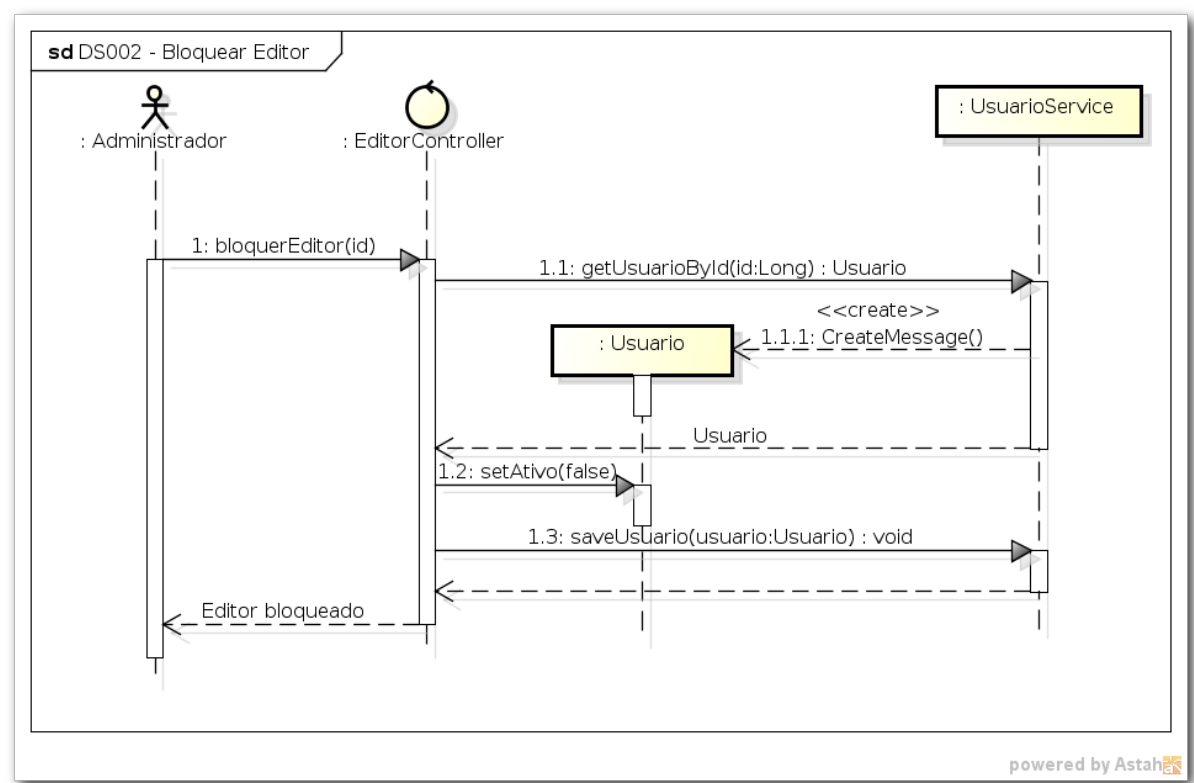 sd DS002 - Bloquear Editor
: Administrador
: EditorController
: UsuarioService
1: bloquerEditor(id)
1.1: getUsuarioById(id:Long) : Usuario
<<create>>
1.1.1: CreateMessage()
: Usuario
Usuario
1.2: setAtivo(false)
1.3: saveUsuario(usuario:Usuario) : void
Editor bloqueado
powered by Astah